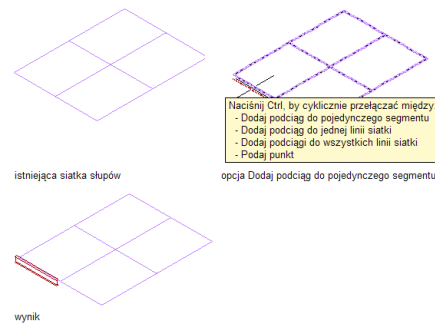 Naciśnij Ctrl, by cyklicznie przełączać między:
- Dodaj podciąg do pojedynczego segmentu
- Dodaj podciąg do jednej linii siatki
- Dodaj podciągi do wszystkich linii siatki
- Podaj punkt
istniejąca siatka słupów
opcja Dodaj podciąg do pojedynczego segmentu
wynik